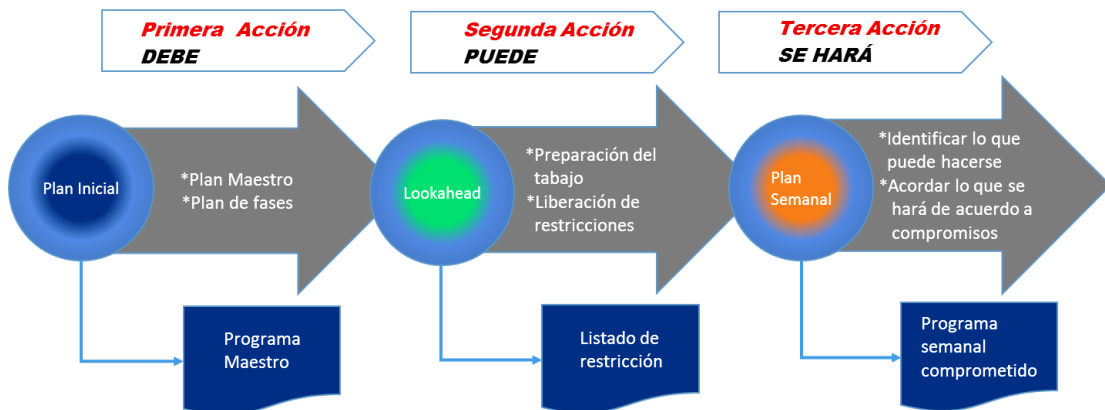 Primera Acción
DEBE
Segunda Acción
PUEDE
Tercera Acción
SE HARÁ
Plan Inicial
*Plan Maestro
*Plan de fases
Lookahead
*Preparación del
tabajo
*Liberación de
restricciones
Plan
Semanal
*Identificar lo que
puede hacerse
*Acordar lo que se
hará de acuerdo a
compromisos
Programa
Maestro
Listado de
restricción
Programa
semanal
comprometido